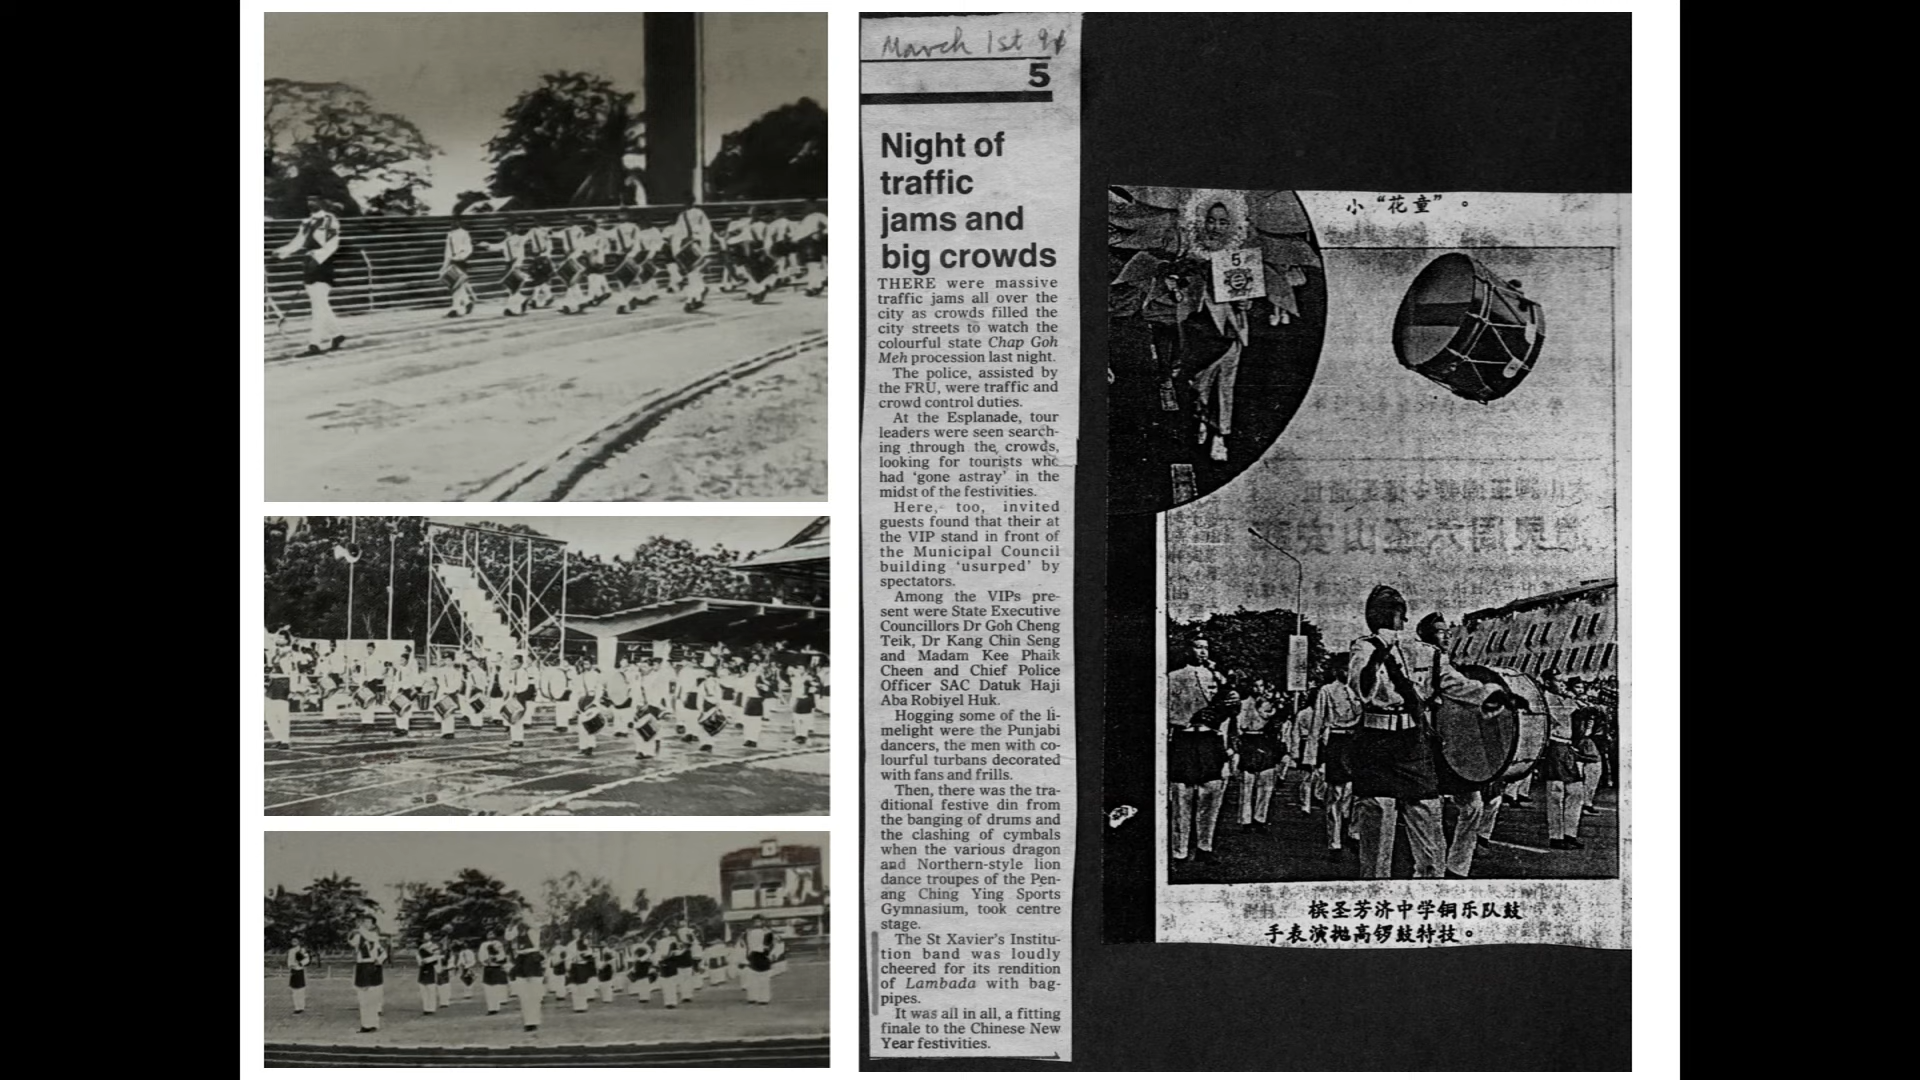 March 1st 94
5
Night of
traffic
jams and
big crowds
THERE were massive
traffic jams all over the
city as crowds filled the
city streets to watch the
colourful state Chap Goh
Meh procession last night.
The police, assisted by
the FRU, were traffic and
crowd control duties.
At the Esplanade, tour
leaders were seen search-
ing through the crowds,
looking for tourists who
had ‘gone astray’ in the
midst of the festivities.
Here, too, invited
guests found that their at
the VIP stand in front of
the Municipal Council
building ‘usurped’ by
spectators.
Among the VIPs pre-
sent were State Executive
Councillors Dr Goh Cheng
Teik, Dr Kang Chin Seng
and Madam Kee Phaik
Cheen and Chief Police
Officer SAC Datuk Haji
Aba Robiyel Huk.
Hogging some of the li-
melight were the Punjabi
dancers, the men with co-
lourful turbans decorated
with fans and frills.
Then, there was the tra-
ditional festive din from
the banging of drums and
the clashing of cymbals
when the various dragon
and Northern-style lion
dance troupes of the Pen-
ang Ching Ying Sports
Gymnasium, took centre
stage.
The St Xavier's Institu-
tion band was loudly
cheered for its rendition
of Lambada with bag-
pipes.
It was all in all, a fitting
finale to the Chinese New
Year festivities.
小“花童”。
5
槟圣芳济中学铜乐队鼓
手表演抛高锣鼓特技。